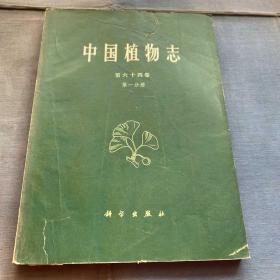 中国植物志
第六十四卷
第一分册
科学出版社